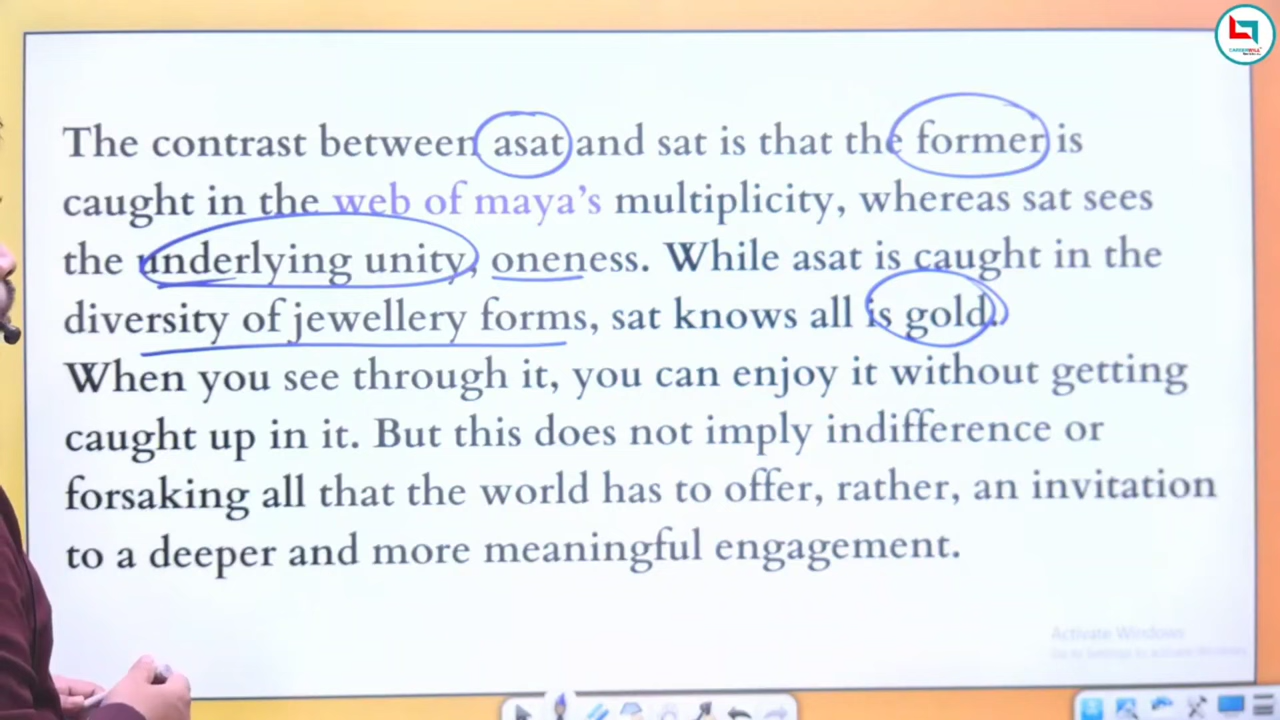 The contrast between asat and sat is that the former is
caught in the web of maya's multiplicity, whereas sat sees
the underlying unity, oneness. While asat is caught in the
diversity of jewellery forms, sat knows all is gold.
When you see through it, you can enjoy it without getting
caught up in it. But this does not imply indifference or
forsaking all that the world has to offer, rather, an invitation
to a deeper and more meaningful engagement.
Activate Windows